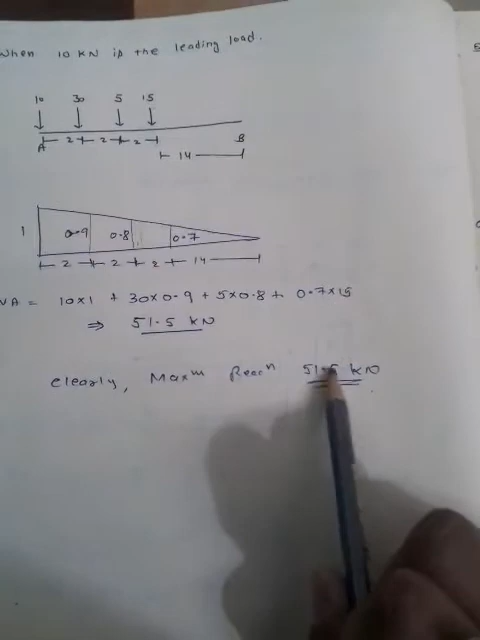 When 10 kN is the leading load.
10 30 5 15
A 2 2 2 B
14
1 0.9 0.8 0.7
2 2 2 14
VA = 10x1 + 30x0.9 + 5x0.8 + 0.7x15
⇒ 51.5 kN
Clearly, Maxᵐ Reacⁿ 51.5 kN